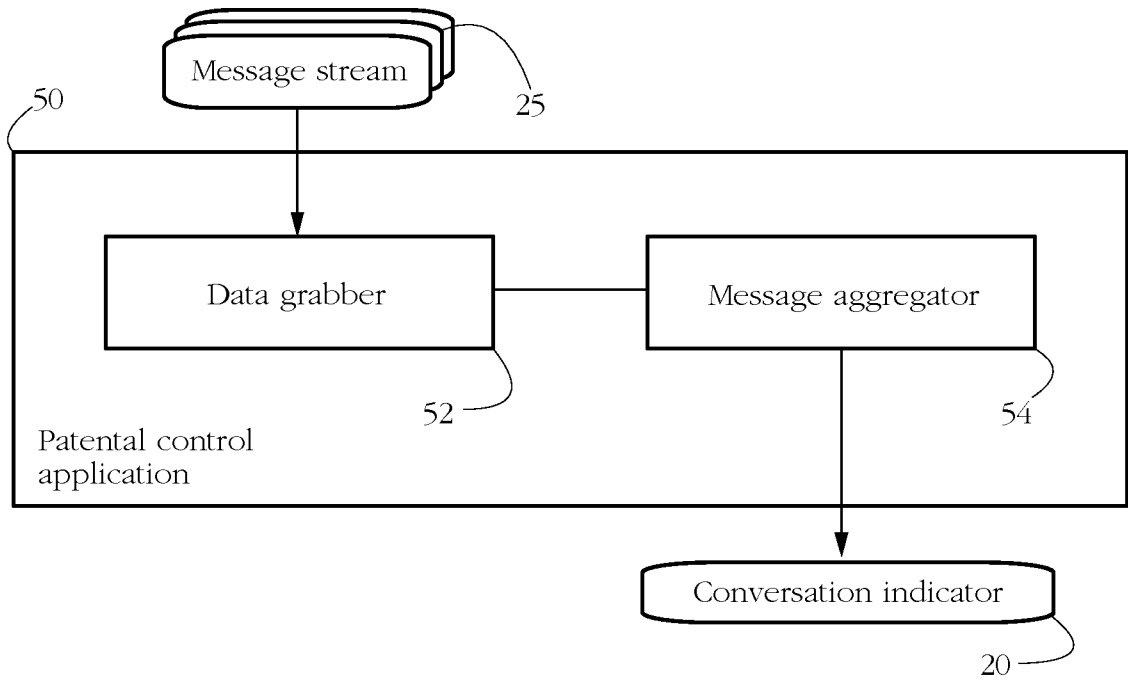 Message stream
50
25
Data grabber
Message aggregator
52
54
Patental control
application
Conversation indicator
20